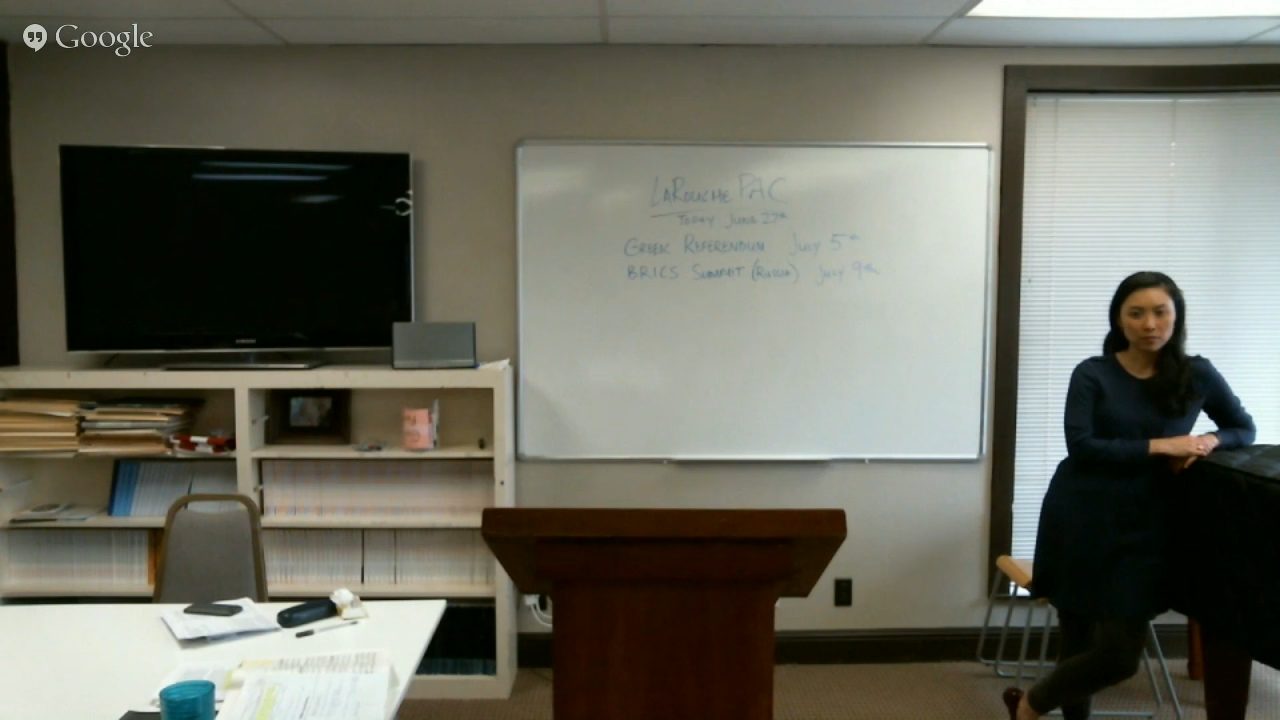 Google
LAROUCHE PAC
TODAY JUNE 27th
GREEK REFERENDUM JULY 5th
BRICS SUMMIT (RUSSIA) JULY 9th